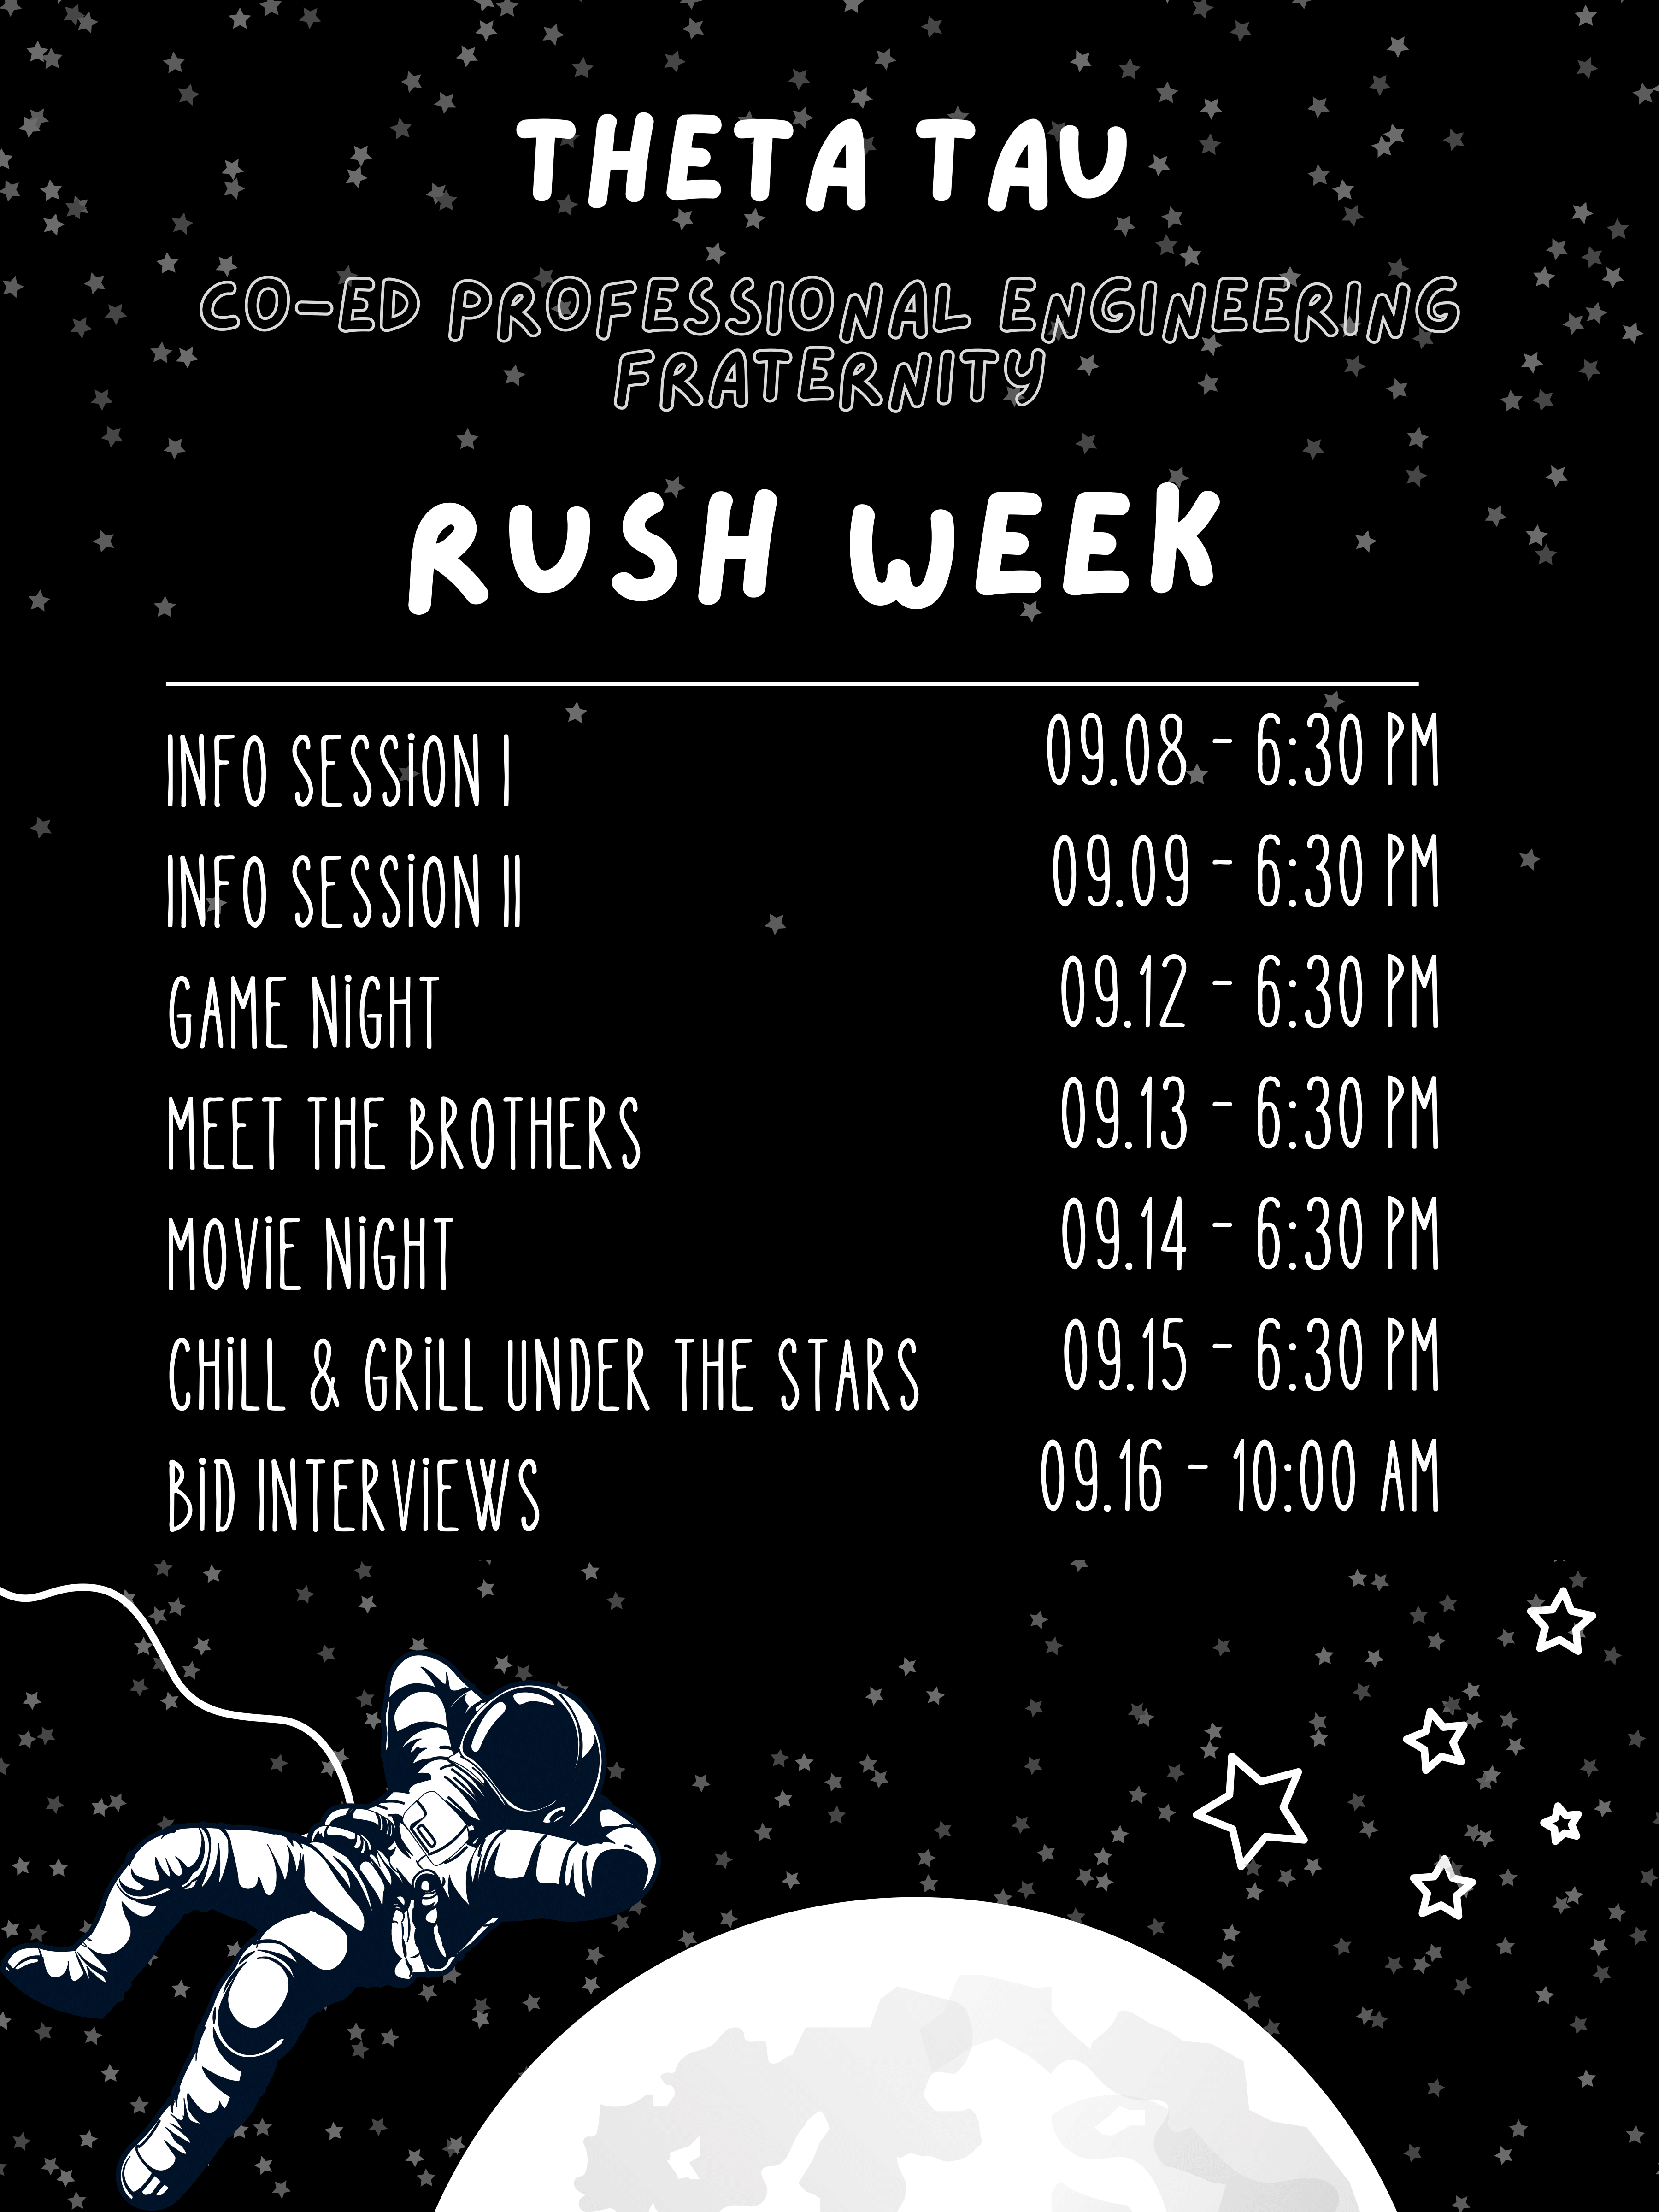 THETA TAU
CO-ED PROFESSIONAL ENGINEERING
FRATERNITY
RUSH WEEK
INFO SESSION I 09.08 - 6:30 PM
INFO SESSION II 09.09 - 6:30 PM
GAME NIGHT 09.12 - 6:30 PM
MEET THE BROTHERS 09.13 - 6:30 PM
MOVIE NIGHT 09.14 - 6:30 PM
CHILL & GRILL UNDER THE STARS 09.15 - 6:30 PM
BID INTERVIEWS 09.16 - 10:00 AM